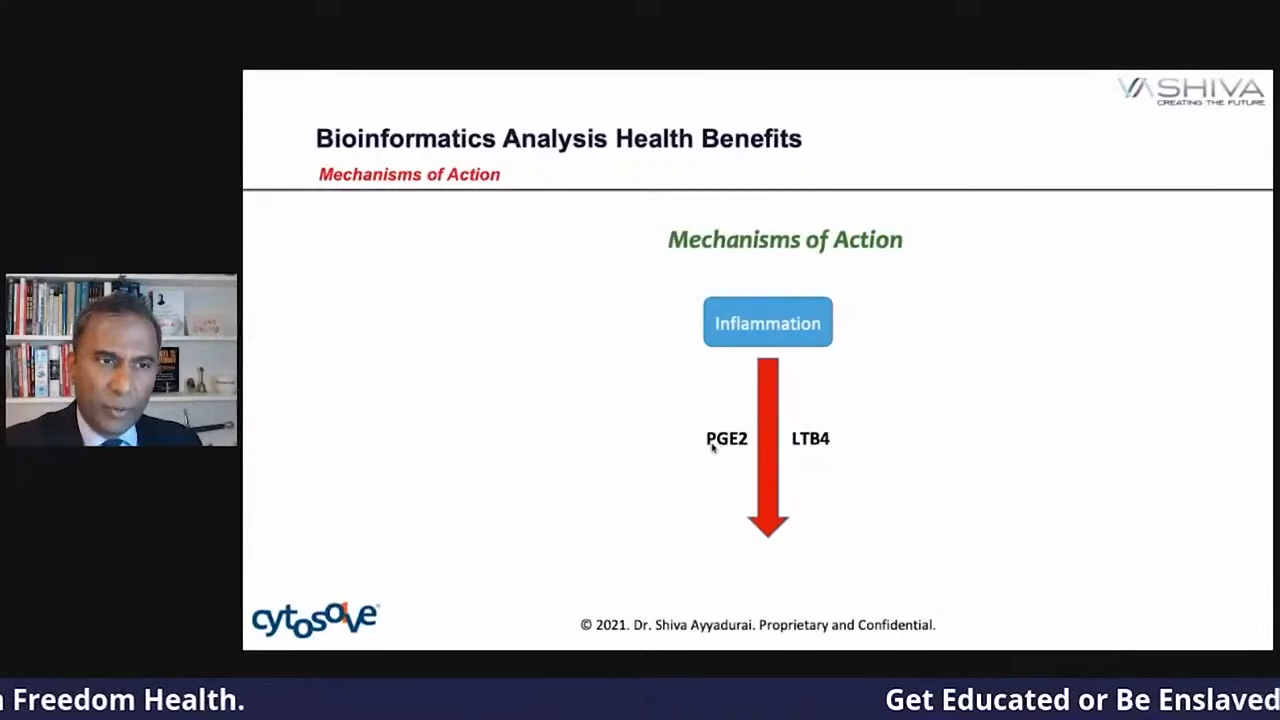 VA SHIVA
CREATING THE FUTURE
Bioinformatics Analysis Health Benefits
Mechanisms of Action
Mechanisms of Action
Inflammation
PGE2 LTB4
cytosolve
© 2021. Dr. Shiva Ayyadurai. Proprietary and Confidential.
Freedom Health. Get Educated or Be Enslaved